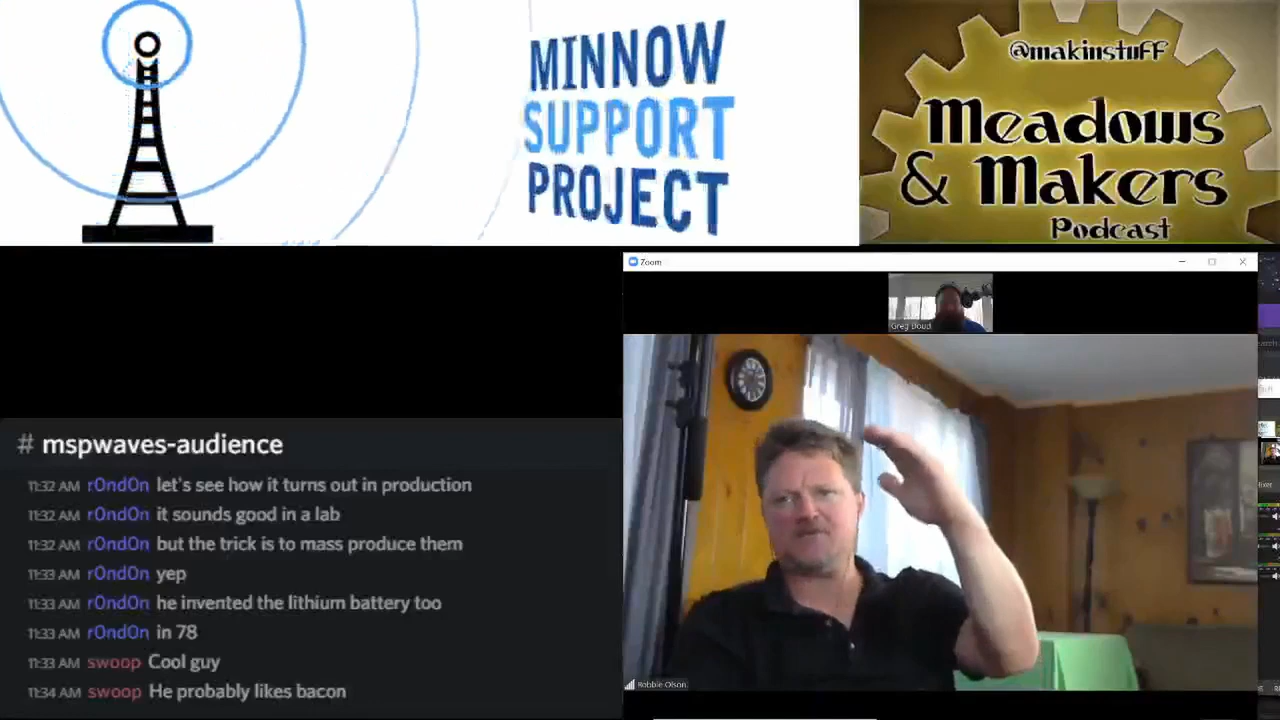 MINNOW
SUPPORT
PROJECT
@makinstuff
Meadows
& Makers
Podcast
Zoom
Greg Doud
# mspwaves-audience
11:32 AM r0nd0n let's see how it turns out in production
11:32 AM r0nd0n it sounds good in a lab
11:32 AM r0nd0n but the trick is to mass produce them
11:33 AM r0nd0n yep
11:33 AM r0nd0n he invented the lithium battery too
11:33 AM r0nd0n in 78
11:33 AM swoop Cool guy
11:34 AM swoop He probably likes bacon
Robbie Olson